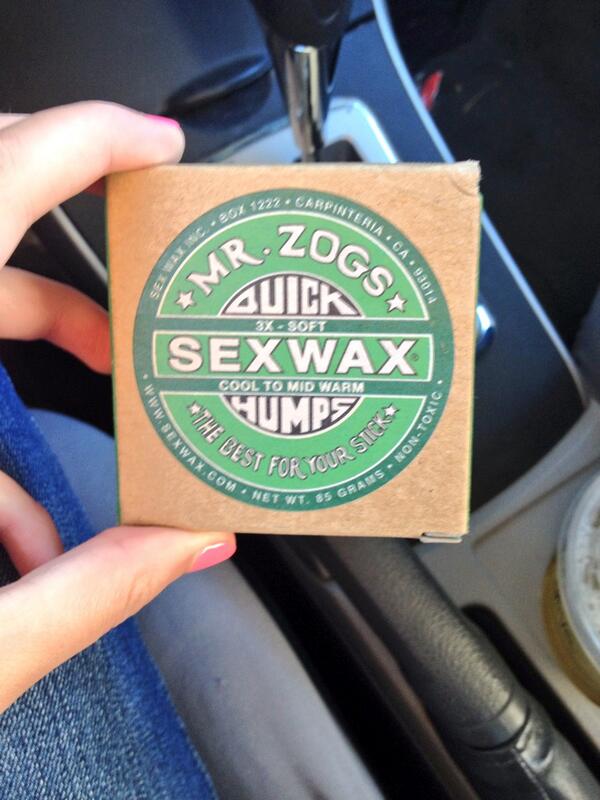 SEX WAX INC. • BOX 1222 • CARPINTERIA • CA • 93014
MR. ZOGS
QUICK
3X - SOFT
SEXWAX®
COOL TO MID WARM
HUMPS
THE BEST FOR YOUR STICK
• WWW.SEXWAX.COM • NET WT. 85 GRAMS • NON-TOXIC •